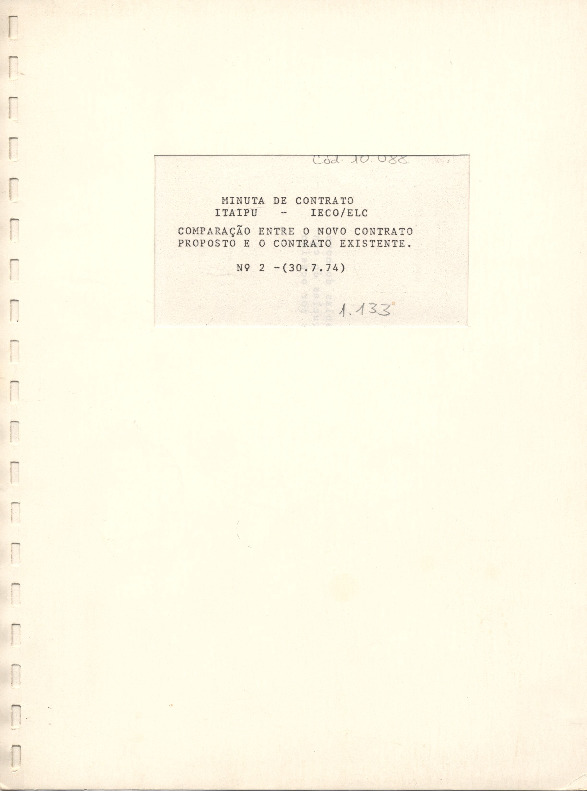 Cód. 10.088
MINUTA DE CONTRATO
ITAIPU - IECO/ELC
COMPARAÇÃO ENTRE O NOVO CONTRATO
PROPOSTO E O CONTRATO EXISTENTE.
Nº 2 -(30.7.74)
1.133